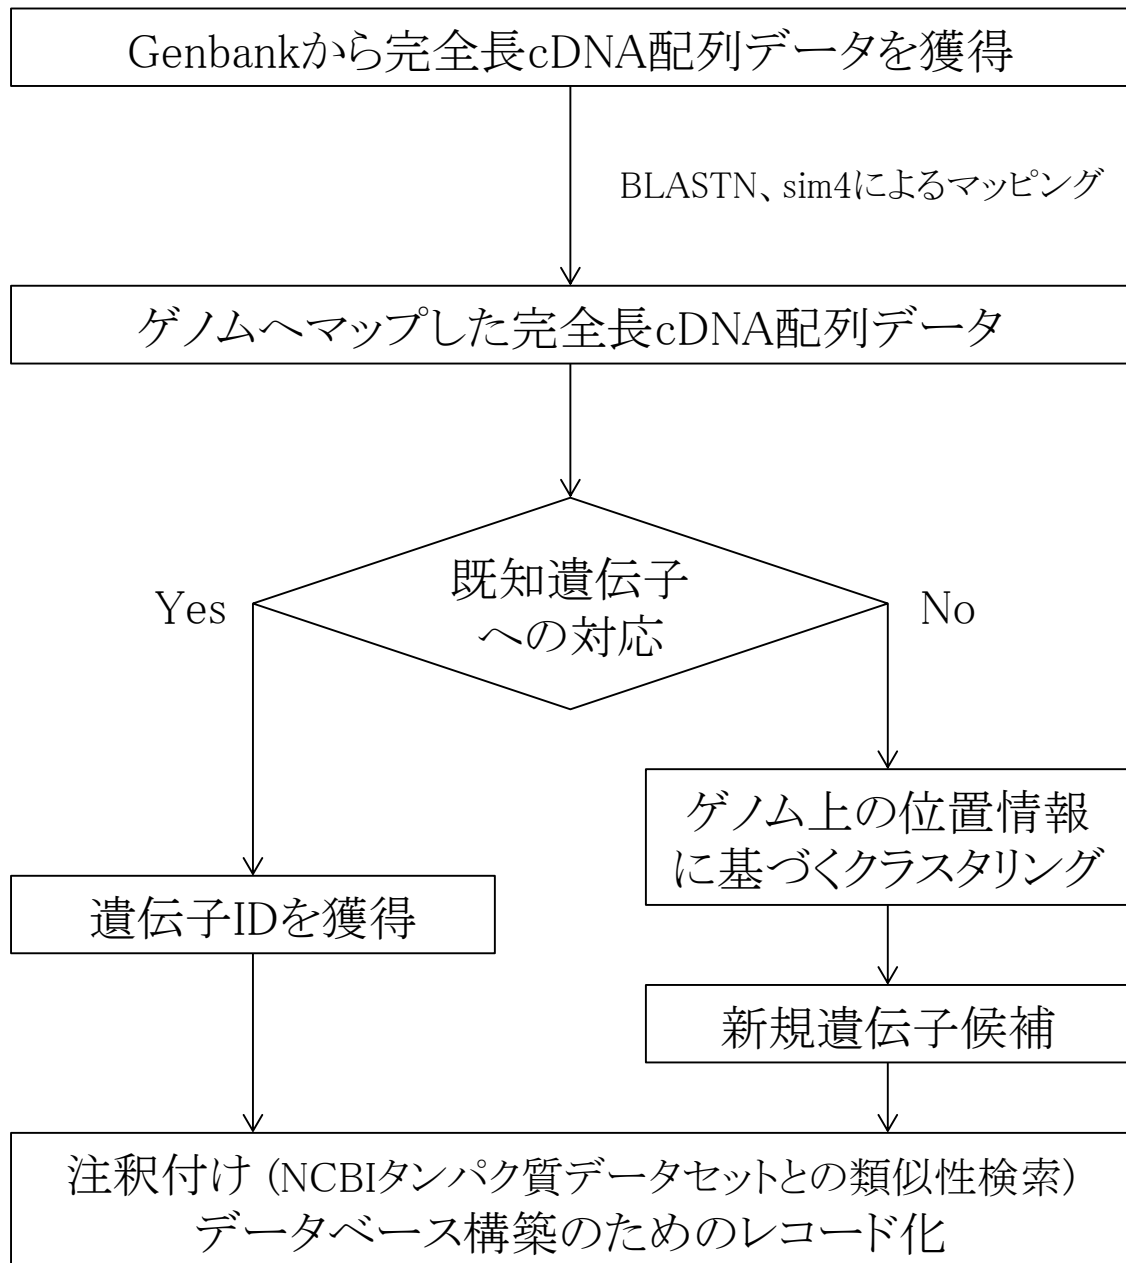 Genbankから完全長cDNA配列データを獲得
BLASTN、sim4によるマッピング
ゲノムへマップした完全長cDNA配列データ
既知遺伝子
への対応
Yes
No
ゲノム上の位置情報
に基づくクラスタリング
遺伝子IDを獲得
新規遺伝子候補
注釈付け（NCBIタンパク質データセットとの類似性検索）
データベース構築のためのレコード化